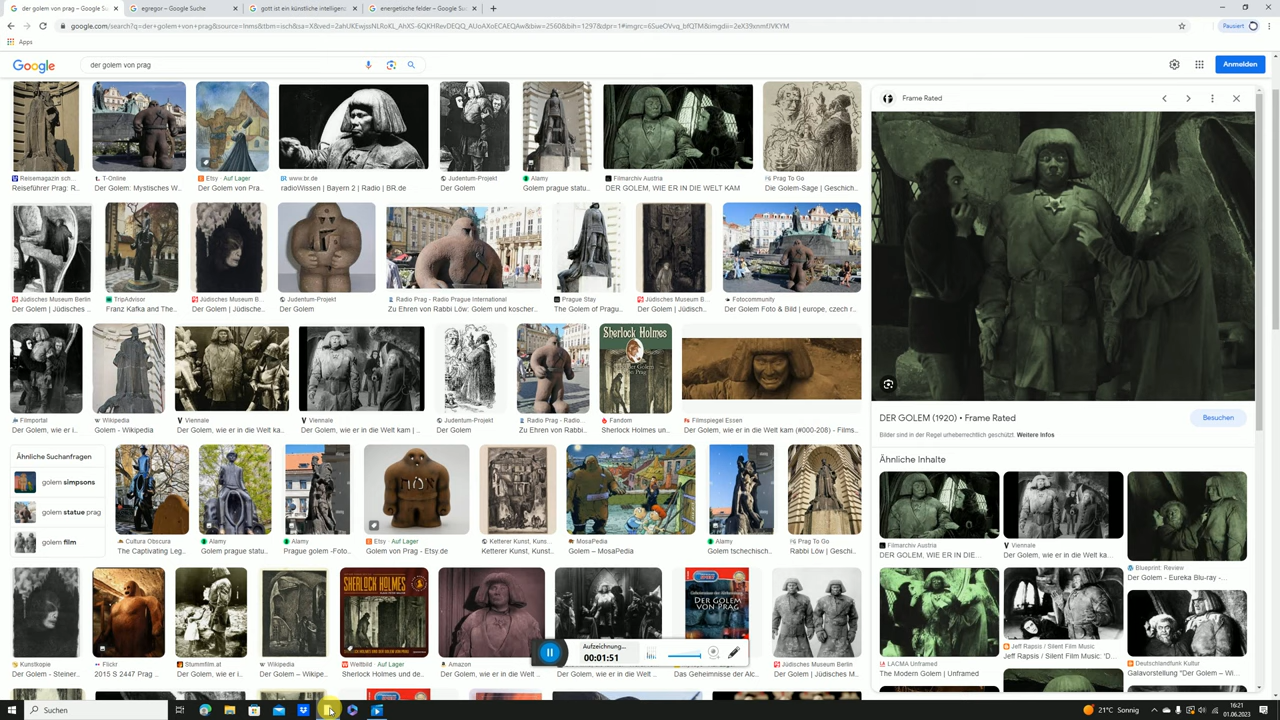 der golem von prag – Google Su
egregor – Google Suche
gott ist ein künstliche intelligenz
energetische felder – Google Su
Pausiert
Apps
Google
der golem von prag
Anmelden
Reisemagazin sch...
T-Online
Etsy · Auf Lager
www.br.de
Judentum-Projekt
Alamy
Filmarchiv Austria
Prag To Go
Reiseführer Prag: R...
Der Golem: Mystisches W...
Der Golem von Pra...
radioWissen | Bayern 2 | Radio | BR.de
Der Golem
Golem prague statu...
DER GOLEM, WIE ER IN DIE WELT KAM
Die Golem-Sage | Geschich...
Frame Rated
Jüdisches Museum Berlin
TripAdvisor
Jüdisches Museum B...
Judentum-Projekt
Radio Prag - Radio Prague International
Prague Stay
Jüdisches Museum B...
Fotocommunity
Der Golem | Jüdisches ...
Franz Kafka and The...
Der Golem | Jüdische...
Der Golem
Zu Ehren von Rabbi Löw: Golem und koscher...
The Golem of Pragu...
Der Golem | Jüdisch...
Der Golem Foto & Bild | europe, czech r...
Sherlock Holmes
Filmportal
Wikipedia
Viennale
Viennale
Judentum-Projekt
Radio Prag - Radio...
Fandom
Filmspiegel Essen
Der Golem, wie er i...
Golem - Wikipedia
Der Golem, wie er in die Welt ka...
Der Golem, wie er in die Welt kam | ...
Der Golem
Zu Ehren von Rabbi...
Sherlock Holmes un...
Der Golem, wie er in die Welt kam (#000-208) - Films...
DER GOLEM (1920) • Frame Rated
Besuchen
Bilder sind in der Regel urheberrechtlich geschützt. Weitere Infos
Ähnliche Inhalte
Ähnliche Suchanfragen
golem simpsons
golem statue prag
golem film
Cultura Obscura
Alamy
Alamy
Etsy · Auf Lager
Ketterer Kunst
MosaPedia
Alamy
Prag To Go
The Captivating Leg...
Golem prague statu...
Prague golem -Foto...
Golem von Prag - Etsy.de
Ketterer Kunst, Kunst...
Golem – MosaPedia
Golem tschechisch...
Rabbi Löw | Geschi...
Filmarchiv Austria
Viennale
Blueprint: Review
DER GOLEM, WIE ER IN DIE...
Der Golem, wie er in die Welt ka...
Der Golem - Eureka Blu-ray -...
SHERLOCK HOLMES
DER GOLEM VON PRAG
Aufzeichnung...
00:01:51
Kunstkopie
Flickr
Stummfilm at
Wikipedia
Weltbild · Auf Lager
Amazon
Jüdisches Museum B...
Der Golem - Steiner...
2015 S 2447 Prag ...
Der Golem, wie er i...
Der Golem – Wikipe...
Sherlock Holmes und de...
Der Golem, wie er in die Welt ...
Der Golem, wie er in die Welt k...
Das Geheimnis der Alc...
Der Golem | Jüdisches M...
LACMA Unframed
Jeff Rapsis / Silent Film Music
Deutschlandfunk Kultur
The Modern Golem | Unframed
Jeff Rapsis / Silent Film Music: 'D...
Galavorstellung "Der Golem – Wi...
Suchen
21°C Sonnig
16:21
01.06.2023